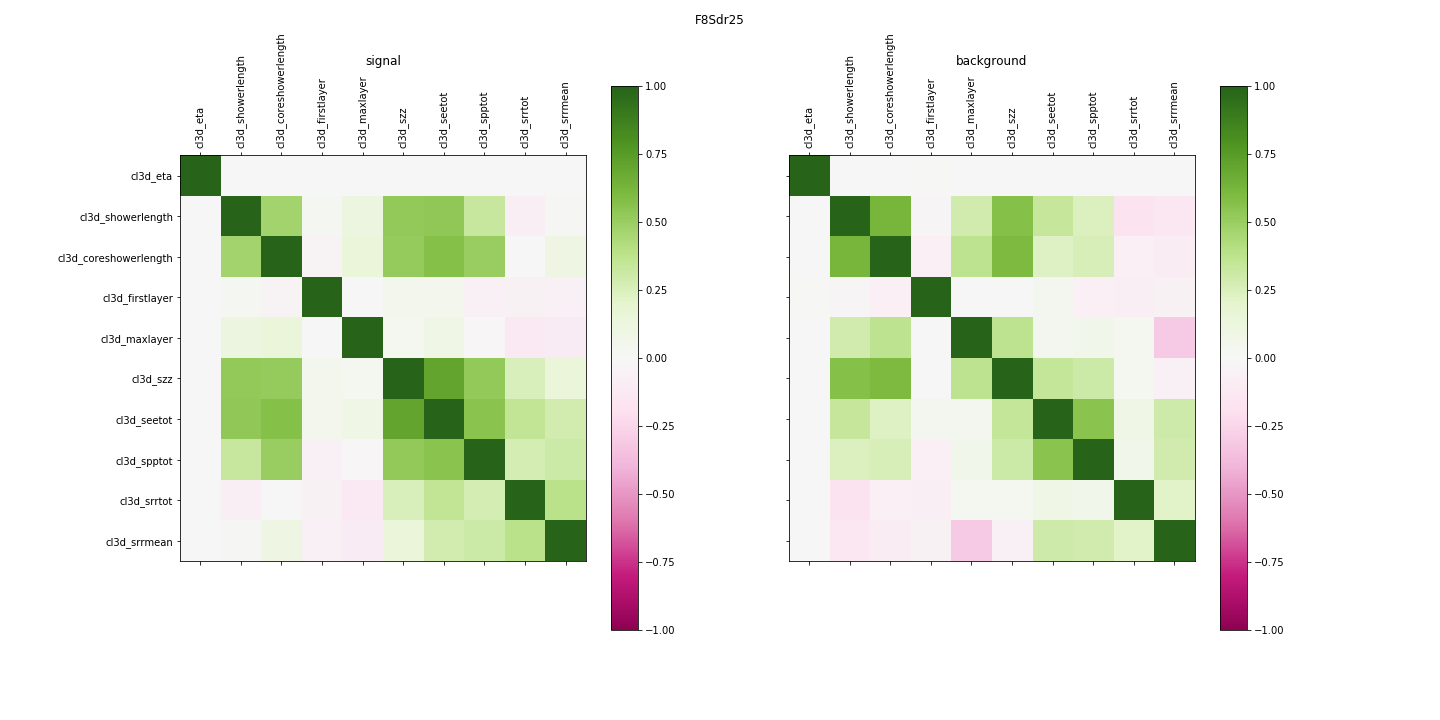 F8Sdr25
signal
cl3d_eta
cl3d_showerlength
cl3d_coreshowerlength
cl3d_firstlayer
cl3d_maxlayer
cl3d_szz
cl3d_seetot
cl3d_spptot
cl3d_srrtot
cl3d_srrmean
cl3d_eta
cl3d_showerlength
cl3d_coreshowerlength
cl3d_firstlayer
cl3d_maxlayer
cl3d_szz
cl3d_seetot
cl3d_spptot
cl3d_srrtot
cl3d_srrmean
1.00
0.75
0.50
0.25
0.00
−0.25
−0.50
−0.75
−1.00
background
cl3d_eta
cl3d_showerlength
cl3d_coreshowerlength
cl3d_firstlayer
cl3d_maxlayer
cl3d_szz
cl3d_seetot
cl3d_spptot
cl3d_srrtot
cl3d_srrmean
1.00
0.75
0.50
0.25
0.00
−0.25
−0.50
−0.75
−1.00